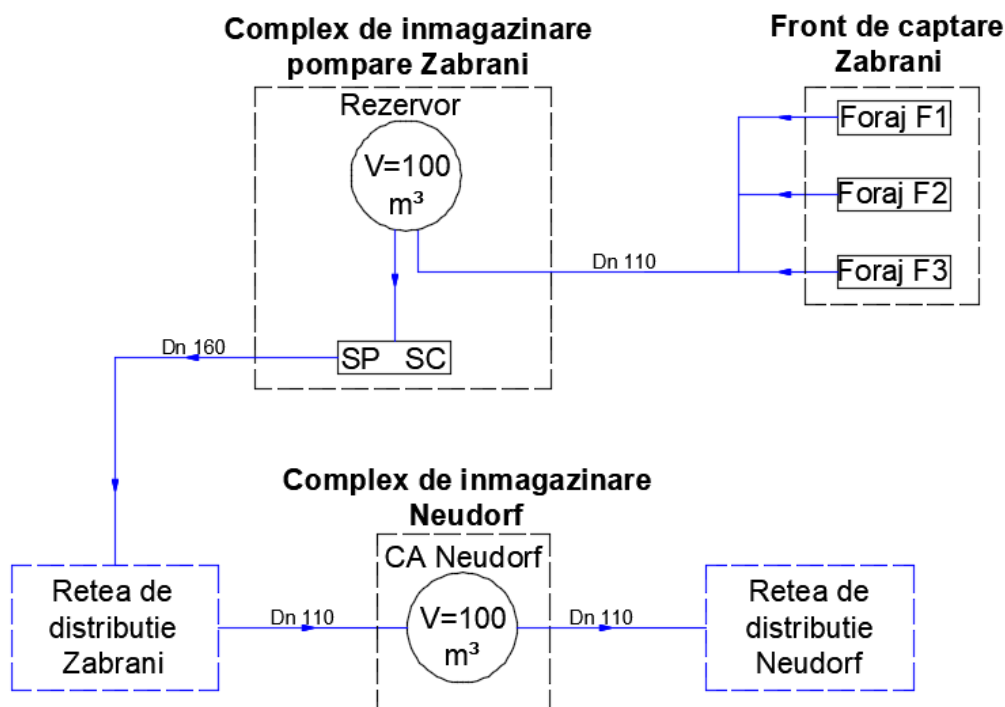 Complex de inmagazinare
pompare Zabrani
Front de captare
Zabrani
Rezervor
V=100
m³
Foraj F1
Foraj F2
Foraj F3
Dn 110
Dn 160
SP SC
Complex de inmagazinare
Neudorf
CA Neudorf
V=100
m³
Retea de
distributie
Zabrani
Dn 110
Dn 110
Retea de
distributie
Neudorf